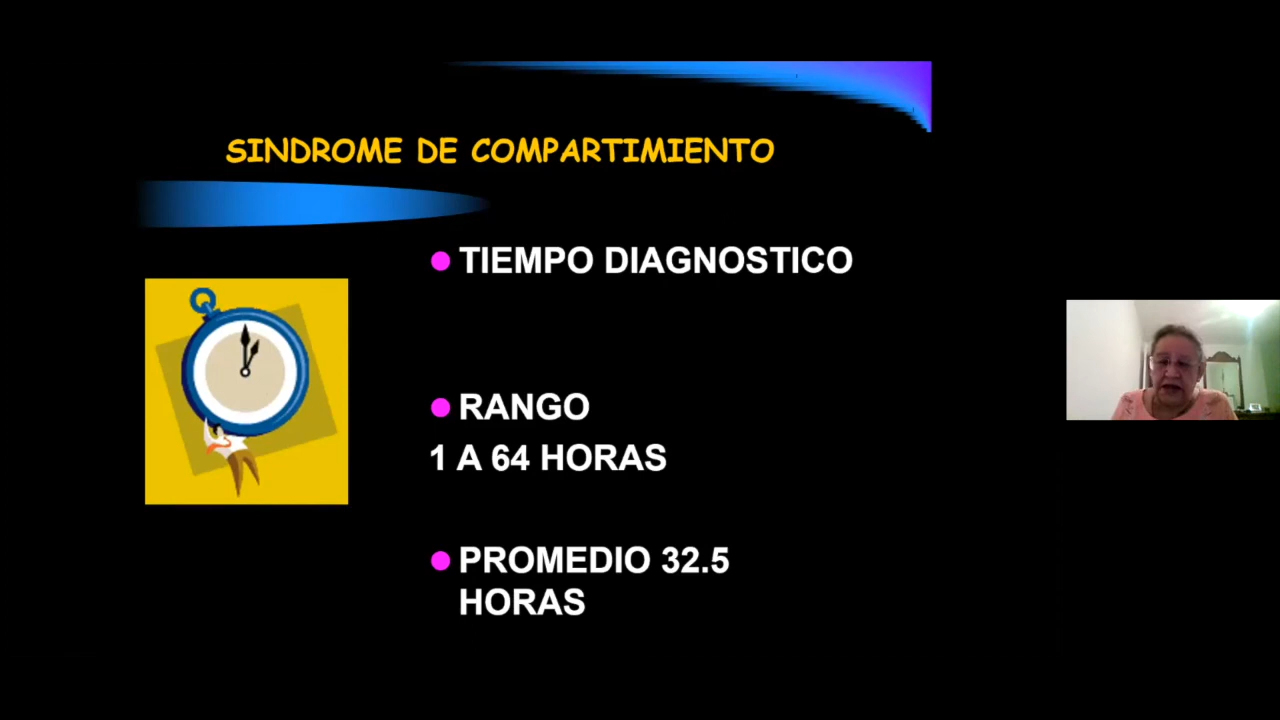 SINDROME DE COMPARTIMIENTO
TIEMPO DIAGNOSTICO
RANGO
1 A 64 HORAS
PROMEDIO 32.5
HORAS